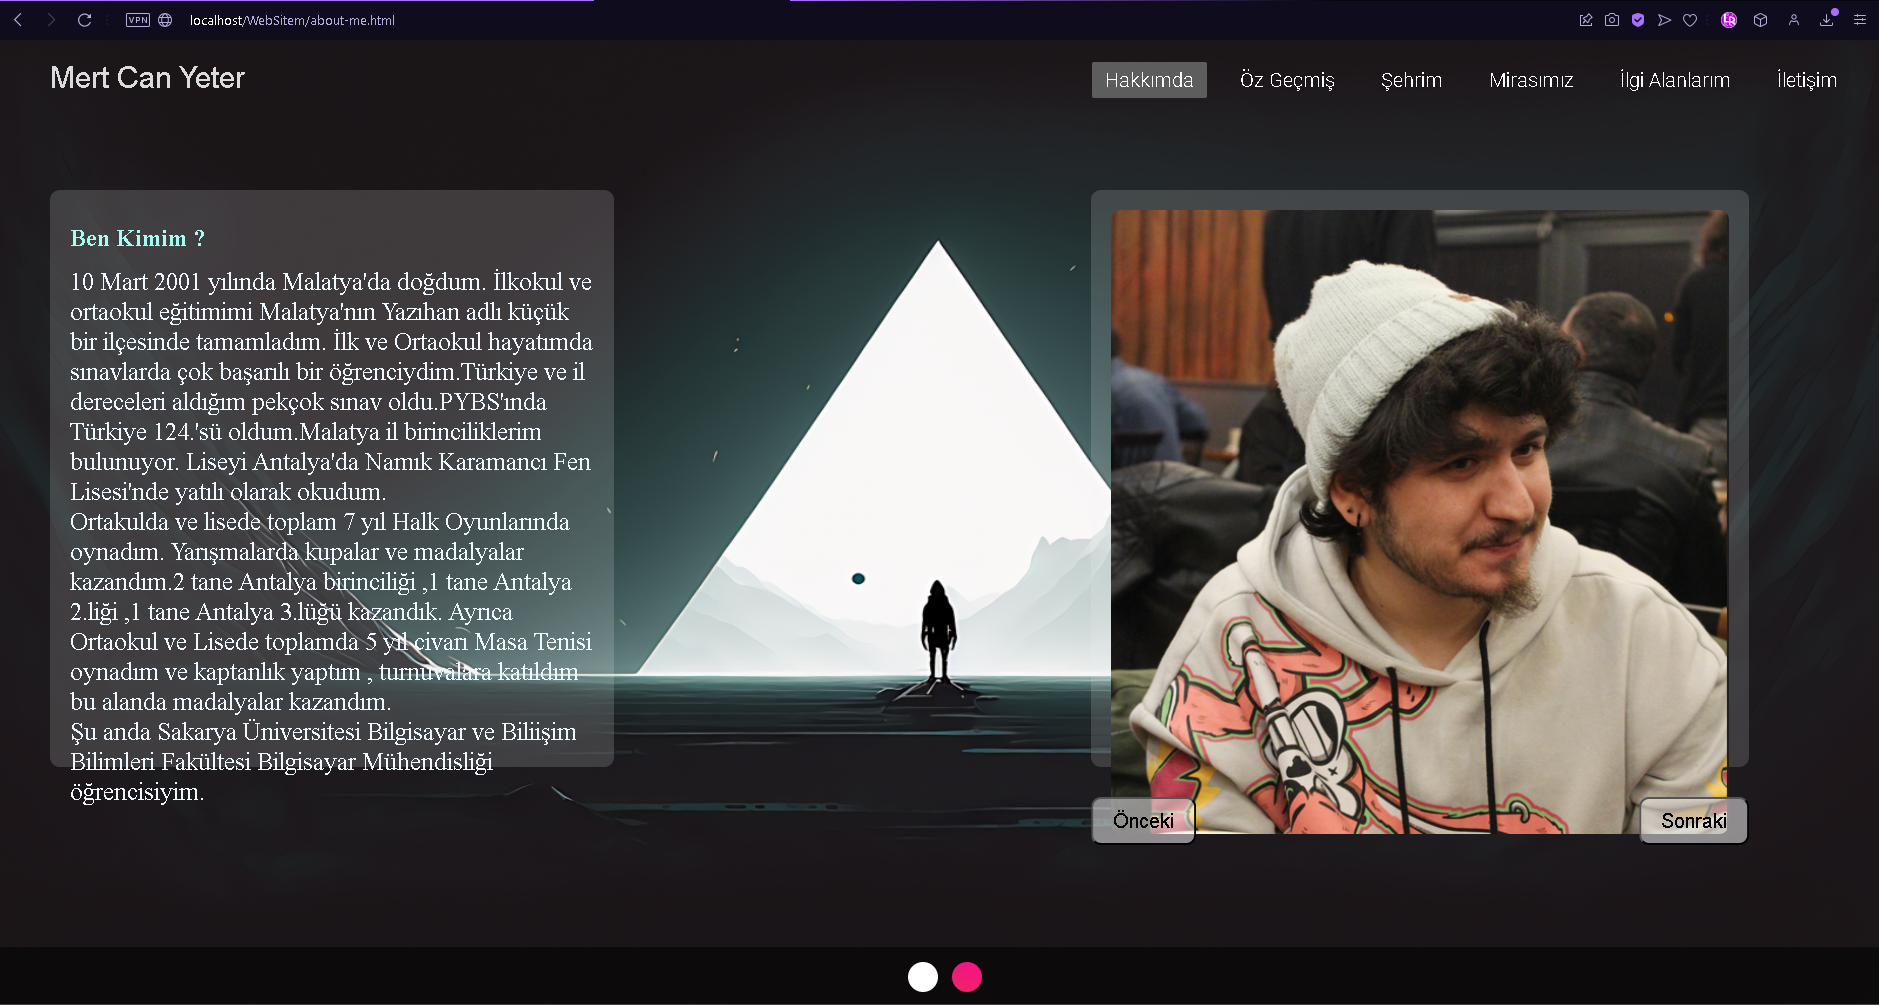 VPN
localhost/WebSitem/about-me.html
Mert Can Yeter
Hakkımda
Öz Geçmiş
Şehrim
Mirasımız
İlgi Alanlarım
İletişim
Ben Kimim ?
10 Mart 2001 yılında Malatya'da doğdum. İlkokul ve
ortaokul eğitimimi Malatya'nın Yazıhan adlı küçük
bir ilçesinde tamamladım. İlk ve Ortaokul hayatımda
sınavlarda çok başarılı bir öğrenciydim.Türkiye ve il
dereceleri aldığım pekçok sınav oldu.PYBS'ında
Türkiye 124.'sü oldum.Malatya il birinciliklerim
bulunuyor. Liseyi Antalya'da Namık Karamancı Fen
Lisesi'nde yatılı olarak okudum.
Ortakulda ve lisede toplam 7 yıl Halk Oyunlarında
oynadım. Yarışmalarda kupalar ve madalyalar
kazandım.2 tane Antalya birinciliği ,1 tane Antalya
2.liği ,1 tane Antalya 3.lüğü kazandık. Ayrıca
Ortaokul ve Lisede toplamda 5 yıl civarı Masa Tenisi
oynadım ve kaptanlık yaptım , turnuvalara katıldım
bu alanda madalyalar kazandım.
Şu anda Sakarya Üniversitesi Bilgisayar ve Biliişim
Bilimleri Fakültesi Bilgisayar Mühendisliği
öğrencisiyim.
Önceki
Sonraki